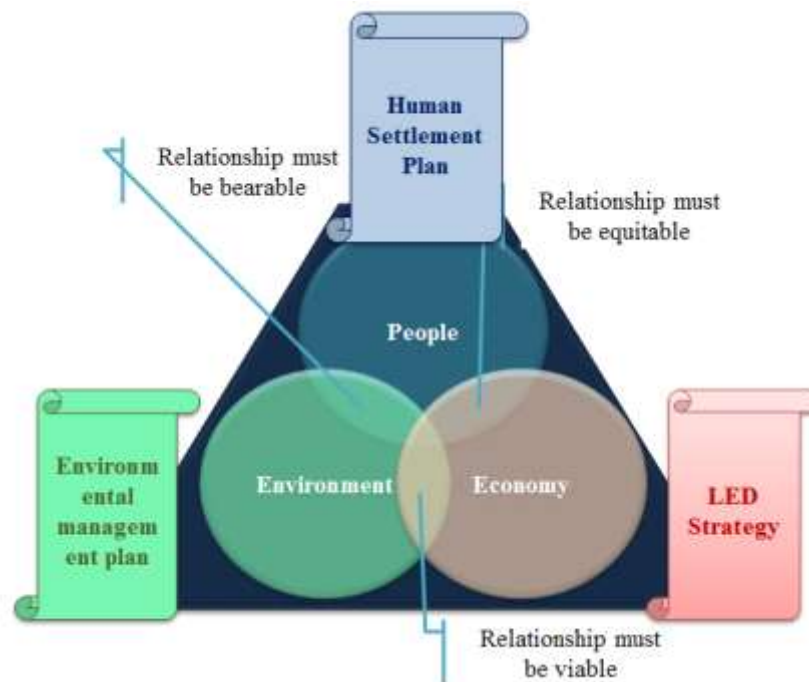 Human
Settlement
Plan
Relationship must
be bearable
Relationship must
be equitable
People
Environm
ental
managem
ent plan
Environment
Economy
LED
Strategy
Relationship must
be viable